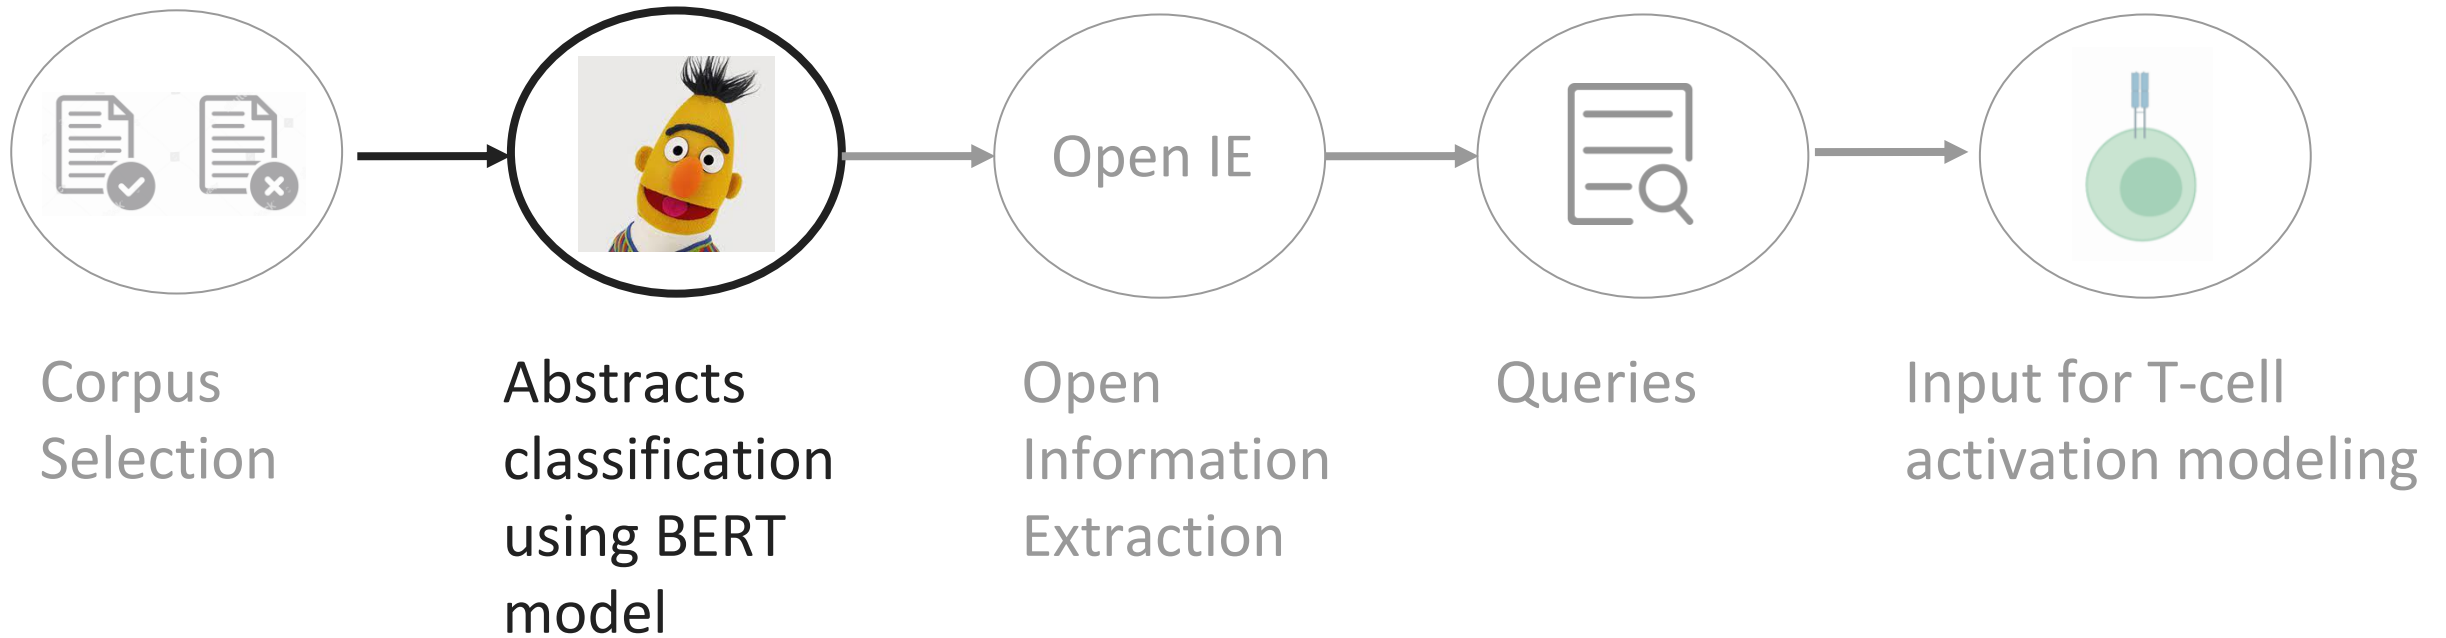 Open IE
Corpus
Selection
Abstracts
classification
using BERT
model
Open
Information
Extraction
Queries
Input for T-cell
activation modeling